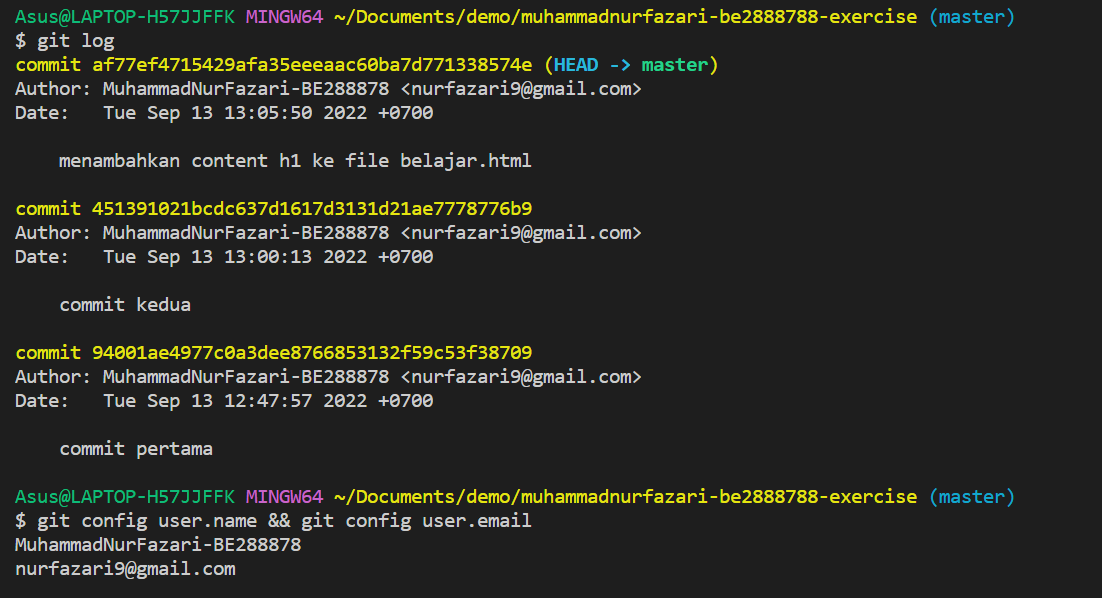 Asus@LAPTOP-H57JJFFK MINGW64 ~/Documents/demo/muhammadnurfazari-be2888788-exercise (master)
$ git log
commit af77ef4715429afa35eeeaac60ba7d771338574e (HEAD -> master)
Author: MuhammadNurFazari-BE288878 <nurfazari9@gmail.com>
Date:   Tue Sep 13 13:05:50 2022 +0700
    menambahkan content h1 ke file belajar.html
commit 451391021bcdc637d1617d3131d21ae7778776b9
Author: MuhammadNurFazari-BE288878 <nurfazari9@gmail.com>
Date:   Tue Sep 13 13:00:13 2022 +0700
    commit kedua
commit 94001ae4977c0a3dee8766853132f59c53f38709
Author: MuhammadNurFazari-BE288878 <nurfazari9@gmail.com>
Date:   Tue Sep 13 12:47:57 2022 +0700
    commit pertama
Asus@LAPTOP-H57JJFFK MINGW64 ~/Documents/demo/muhammadnurfazari-be2888788-exercise (master)
$ git config user.name && git config user.email
MuhammadNurFazari-BE288878
nurfazari9@gmail.com